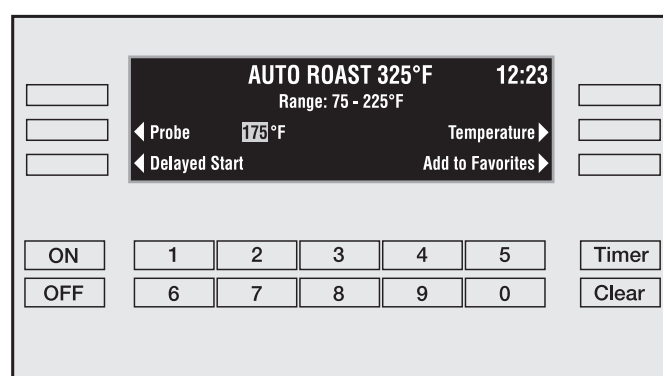 AUTO ROAST 325°F 12:23
Range: 75 - 225°F
Probe 175°F Temperature
Delayed Start Add to Favorites
ON 1 2 3 4 5 Timer
OFF 6 7 8 9 0 Clear